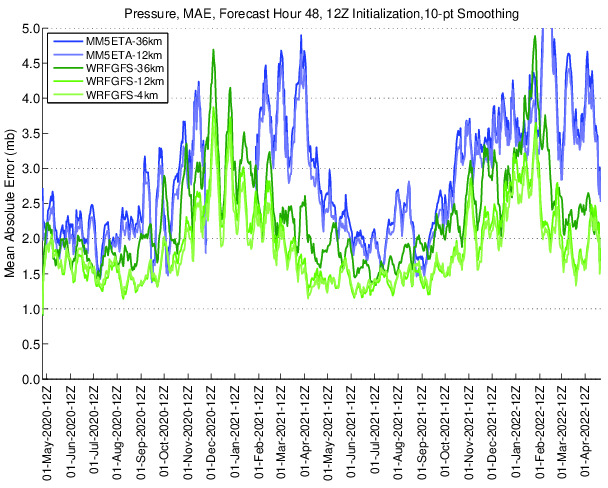 Pressure, MAE, Forecast Hour 48, 12Z Initialization,10-pt Smoothing
MM5ETA-36km
MM5ETA-12km
WRFGFS-36km
WRFGFS-12km
WRFGFS-4km
Mean Absolute Error (mb)
5.0
4.5
4.0
3.5
3.0
2.5
2.0
1.5
1.0
0.5
0.0
01-May-2020-12Z
01-Jun-2020-12Z
01-Jul-2020-12Z
01-Aug-2020-12Z
01-Sep-2020-12Z
01-Oct-2020-12Z
01-Nov-2020-12Z
01-Dec-2020-12Z
01-Jan-2021-12Z
01-Feb-2021-12Z
01-Mar-2021-12Z
01-Apr-2021-12Z
01-May-2021-12Z
01-Jun-2021-12Z
01-Jul-2021-12Z
01-Aug-2021-12Z
01-Sep-2021-12Z
01-Oct-2021-12Z
01-Nov-2021-12Z
01-Dec-2021-12Z
01-Jan-2022-12Z
01-Feb-2022-12Z
01-Mar-2022-12Z
01-Apr-2022-12Z